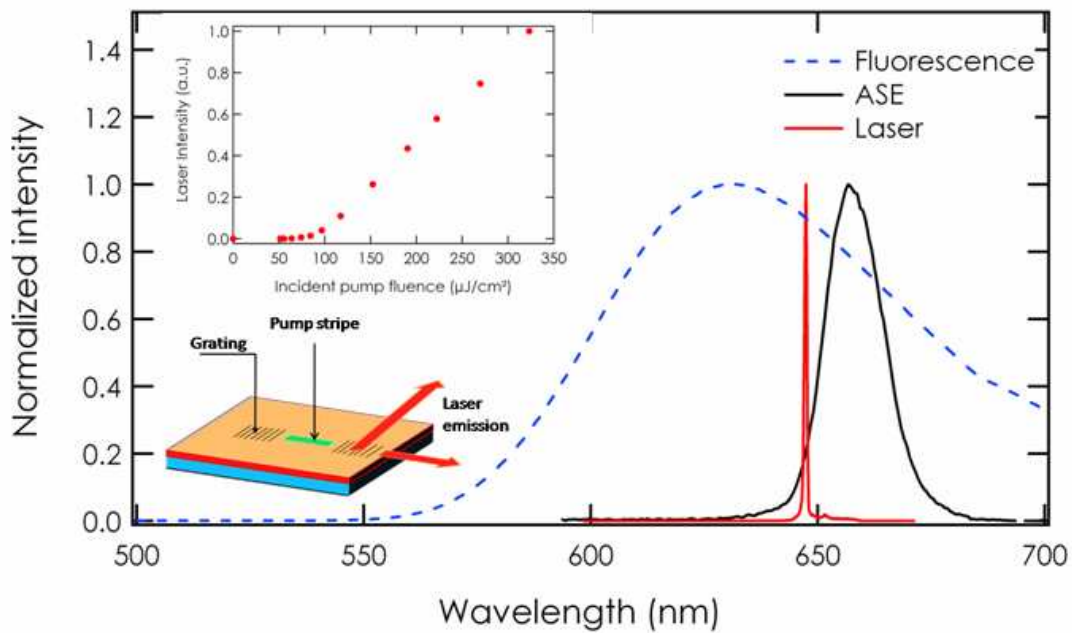 1.4
1.2
1.0
0.8
0.6
0.4
0.2
0.0
Normalized intensity
500
550
600
650
700
Wavelength (nm)
Fluorescence
ASE
Laser
Laser Intensity (a.u.)
1.0
0.8
0.6
0.4
0.2
0.0
0
50
100
150
200
250
300
350
Incident pump fluence (µJ/cm²)
Pump stripe
Grating
Laser
emission